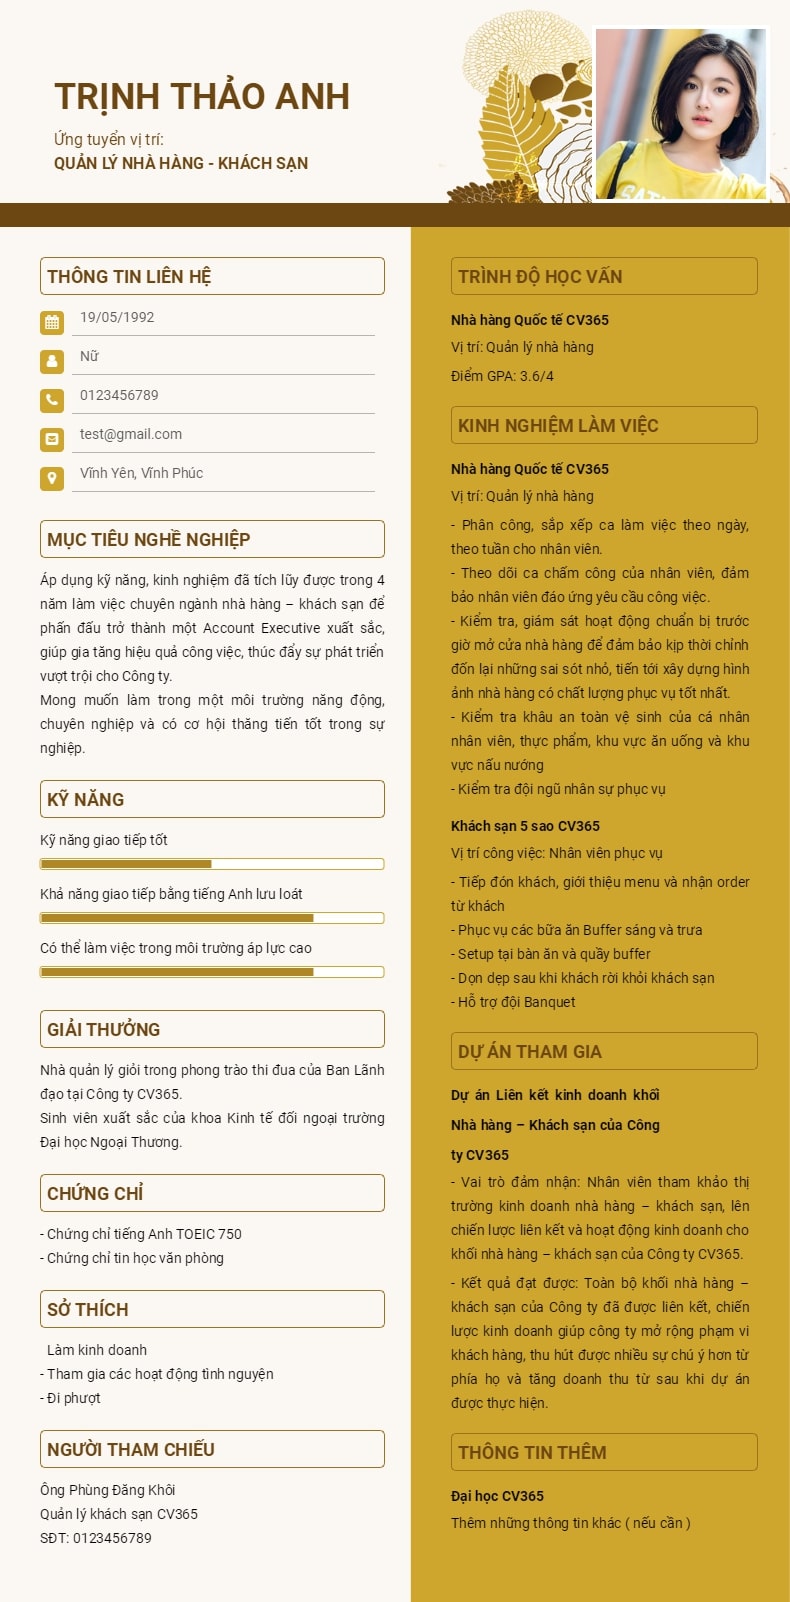 TRỊNH THẢO ANH
Ứng tuyển vị trí:
QUẢN LÝ NHÀ HÀNG - KHÁCH SẠN
THÔNG TIN LIÊN HỆ
19/05/1992
Nữ
0123456789
test@gmail.com
Vĩnh Yên, Vĩnh Phúc
MỤC TIÊU NGHỀ NGHIỆP
Áp dụng kỹ năng, kinh nghiệm đã tích lũy được trong 4
năm làm việc chuyên ngành nhà hàng – khách sạn để
phấn đấu trở thành một Account Executive xuất sắc,
giúp gia tăng hiệu quả công việc, thúc đẩy sự phát triển
vượt trội cho Công ty.
Mong muốn làm trong một môi trường năng động,
chuyên nghiệp và có cơ hội thăng tiến tốt trong sự
nghiệp.
KỸ NĂNG
Kỹ năng giao tiếp tốt
Khả năng giao tiếp bằng tiếng Anh lưu loát
Có thể làm việc trong môi trường áp lực cao
GIẢI THƯỞNG
Nhà quản lý giỏi trong phong trào thi đua của Ban Lãnh
đạo tại Công ty CV365.
Sinh viên xuất sắc của khoa Kinh tế đối ngoại trường
Đại học Ngoại Thương.
CHỨNG CHỈ
- Chứng chỉ tiếng Anh TOEIC 750
- Chứng chỉ tin học văn phòng
SỞ THÍCH
Làm kinh doanh
- Tham gia các hoạt động tình nguyện
- Đi phượt
NGƯỜI THAM CHIẾU
Ông Phùng Đăng Khôi
Quản lý khách sạn CV365
SĐT: 0123456789
TRÌNH ĐỘ HỌC VẤN
Nhà hàng Quốc tế CV365
Vị trí: Quản lý nhà hàng
Điểm GPA: 3.6/4
KINH NGHIỆM LÀM VIỆC
Nhà hàng Quốc tế CV365
Vị trí: Quản lý nhà hàng
- Phân công, sắp xếp ca làm việc theo ngày,
theo tuần cho nhân viên.
- Theo dõi ca chấm công của nhân viên, đảm
bảo nhân viên đáo ứng yêu cầu công việc.
- Kiểm tra, giám sát hoạt động chuẩn bị trước
giờ mở cửa nhà hàng để đảm bảo kịp thời chỉnh
đốn lại những sai sót nhỏ, tiến tới xây dựng hình
ảnh nhà hàng có chất lượng phục vụ tốt nhất.
- Kiểm tra khâu an toàn vệ sinh của cá nhân
nhân viên, thực phẩm, khu vực ăn uống và khu
vực nấu nướng
- Kiểm tra đội ngũ nhân sự phục vụ
Khách sạn 5 sao CV365
Vị trí công việc: Nhân viên phục vụ
- Tiếp đón khách, giới thiệu menu và nhận order
từ khách
- Phục vụ các bữa ăn Buffer sáng và trưa
- Setup tại bàn ăn và quầy buffer
- Dọn dẹp sau khi khách rời khỏi khách sạn
- Hỗ trợ đội Banquet
DỰ ÁN THAM GIA
Dự án Liên kết kinh doanh khối
Nhà hàng – Khách sạn của Công
ty CV365
- Vai trò đảm nhận: Nhân viên tham khảo thị
trường kinh doanh nhà hàng – khách sạn, lên
chiến lược liên kết và hoạt động kinh doanh cho
khối nhà hàng – khách sạn của Công ty CV365.
- Kết quả đạt được: Toàn bộ khối nhà hàng –
khách sạn của Công ty đã được liên kết, chiến
lược kinh doanh giúp công ty mở rộng phạm vi
khách hàng, thu hút được nhiều sự chú ý hơn từ
phía họ và tăng doanh thu từ sau khi dự án
được thực hiện.
THÔNG TIN THÊM
Đại học CV365
Thêm những thông tin khác ( nếu cần )